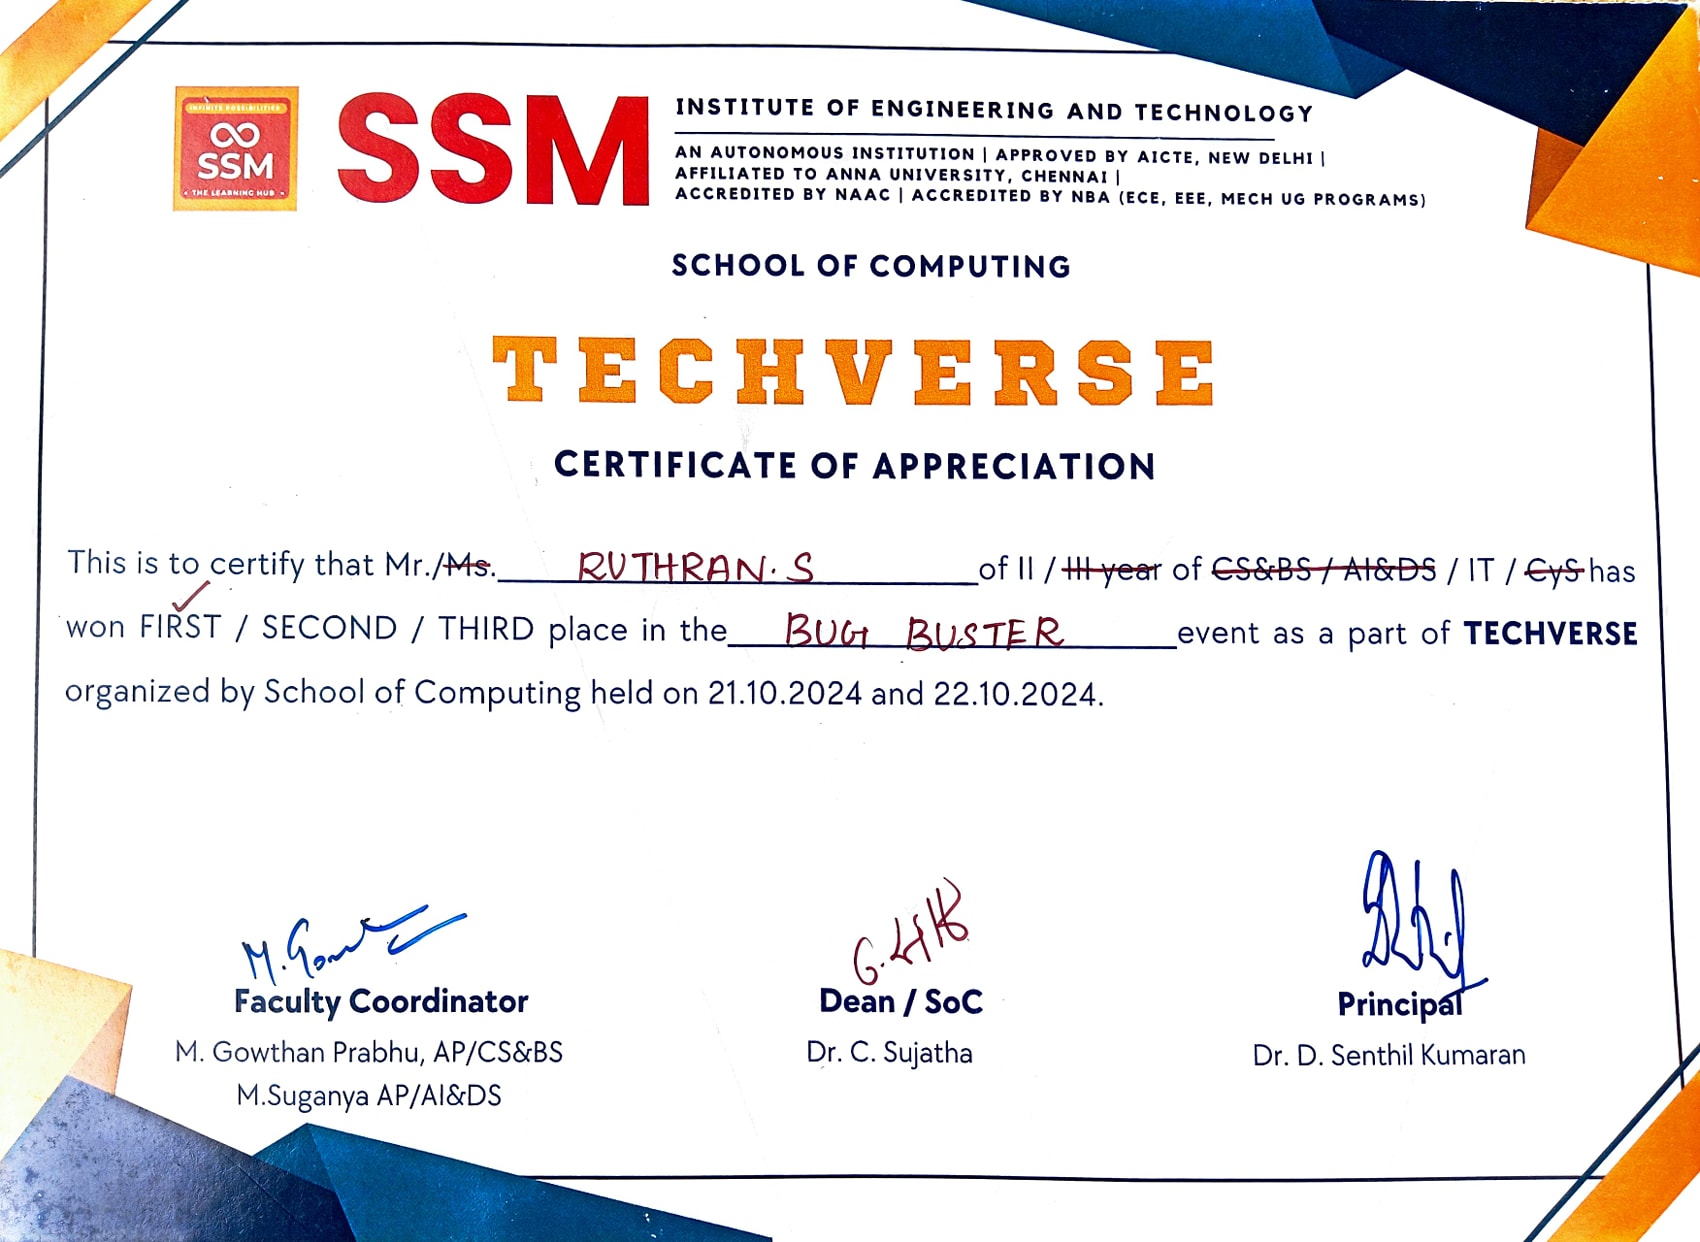 INFINITE POSSIBILITIES
SSM
THE LEARNING HUB
SSM
INSTITUTE OF ENGINEERING AND TECHNOLOGY
AN AUTONOMOUS INSTITUTION | APPROVED BY AICTE, NEW DELHI |
AFFILIATED TO ANNA UNIVERSITY, CHENNAI |
ACCREDITED BY NAAC | ACCREDITED BY NBA (ECE, EEE, MECH UG PROGRAMS)
SCHOOL OF COMPUTING
TECHVERSE
CERTIFICATE OF APPRECIATION
This is to certify that Mr./Ms. RUTHRAN. S of II / III year of CS&BS / AI&DS / IT / CyS has
won FIRST / SECOND / THIRD place in the BUG BUSTER event as a part of TECHVERSE
organized by School of Computing held on 21.10.2024 and 22.10.2024.
Faculty Coordinator
M. Gowthan Prabhu, AP/CS&BS
M.Suganya AP/AI&DS
Dean / SoC
Dr. C. Sujatha
Principal
Dr. D. Senthil Kumaran